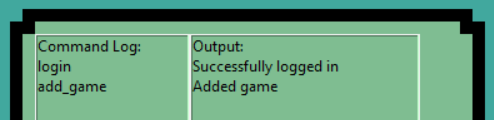 Command Log:
login
add_game
Output:
Successfully logged in
Added game